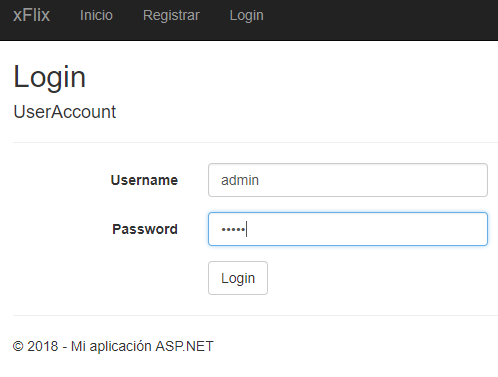 xFlix Inicio Registrar Login
Login
UserAccount
Username admin
Password •••••
Login
© 2018 - Mi aplicación ASP.NET